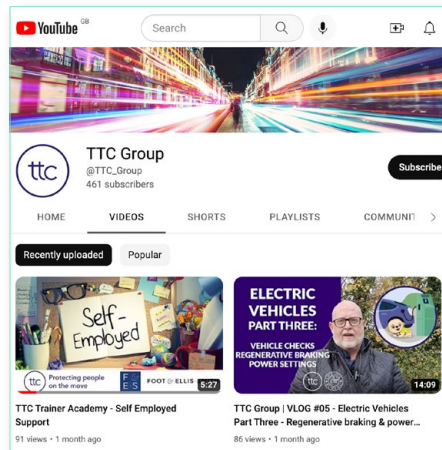 YouTube GB
Search
TTC Group
@TTC_Group
461 subscribers
ttc
Subscribe
HOME VIDEOS SHORTS PLAYLISTS COMMUNIT
Recently uploaded Popular
Self-
Employed
ttc Protecting people
on the move
FOOT & ELLIS
5:27
ELECTRIC
VEHICLES
PART THREE:
VEHICLE CHECKS
REGENERATIVE BRAKING
POWER SETTINGS
ttc
14:09
TTC Trainer Academy - Self Employed
Support
91 views • 1 month ago
TTC Group | VLOG #05 - Electric Vehicles
Part Three - Regenerative braking & power...
86 views • 1 month ago